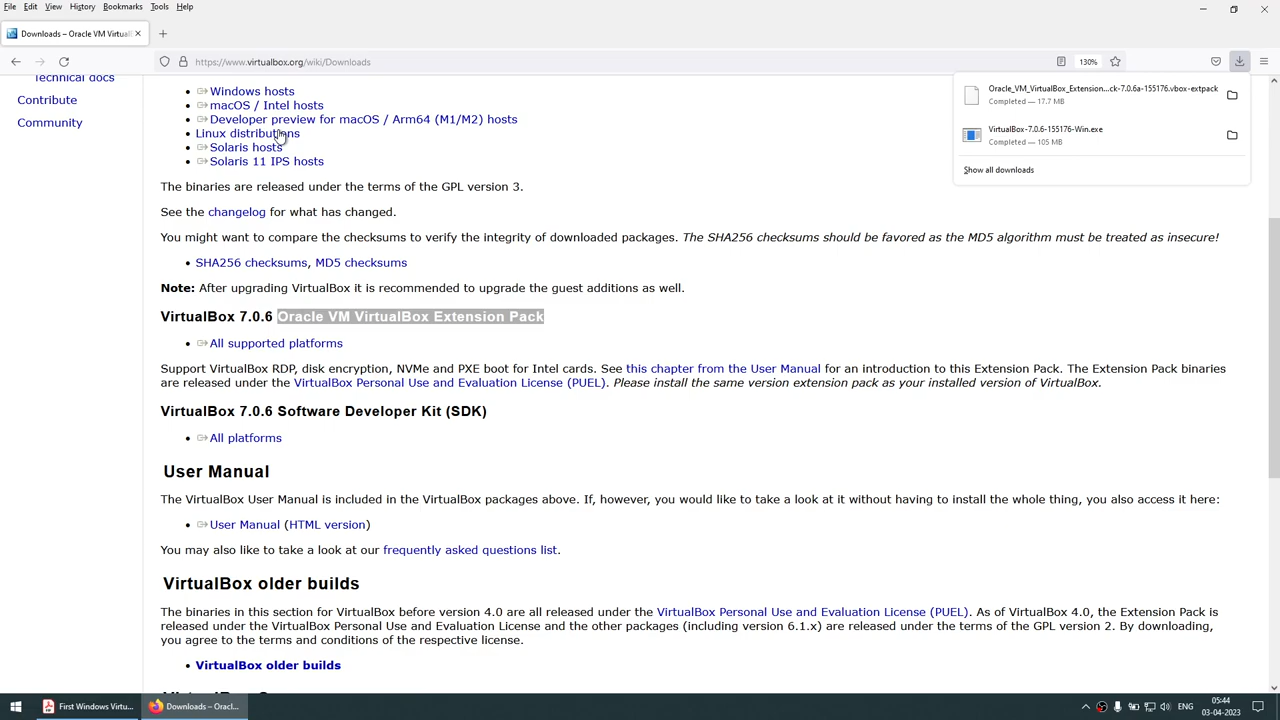 File Edit View History Bookmarks Tools Help
Downloads – Oracle VM Virtual
https://www.virtualbox.org/wiki/Downloads
130%
Technical docs
Contribute
Community
Windows hosts
macOS / Intel hosts
Developer preview for macOS / Arm64 (M1/M2) hosts
Linux distributions
Solaris hosts
Solaris 11 IPS hosts
Oracle_VM_VirtualBox_Extension...ck-7.0.6a-155176.vbox-extpack
Completed — 17.7 MB
VirtualBox-7.0.6-155176-Win.exe
Completed — 105 MB
Show all downloads
The binaries are released under the terms of the GPL version 3.
See the changelog for what has changed.
You might want to compare the checksums to verify the integrity of downloaded packages. The SHA256 checksums should be favored as the MD5 algorithm must be treated as insecure!
SHA256 checksums, MD5 checksums
Note: After upgrading VirtualBox it is recommended to upgrade the guest additions as well.
VirtualBox 7.0.6 Oracle VM VirtualBox Extension Pack
All supported platforms
Support VirtualBox RDP, disk encryption, NVMe and PXE boot for Intel cards. See this chapter from the User Manual for an introduction to this Extension Pack. The Extension Pack binaries
are released under the VirtualBox Personal Use and Evaluation License (PUEL). Please install the same version extension pack as your installed version of VirtualBox.
VirtualBox 7.0.6 Software Developer Kit (SDK)
All platforms
User Manual
The VirtualBox User Manual is included in the VirtualBox packages above. If, however, you would like to take a look at it without having to install the whole thing, you also access it here:
User Manual (HTML version)
You may also like to take a look at our frequently asked questions list.
VirtualBox older builds
The binaries in this section for VirtualBox before version 4.0 are all released under the VirtualBox Personal Use and Evaluation License (PUEL). As of VirtualBox 4.0, the Extension Pack is
released under the VirtualBox Personal Use and Evaluation License and the other packages (including version 6.1.x) are released under the terms of the GPL version 2. By downloading,
you agree to the terms and conditions of the respective license.
VirtualBox older builds
First Windows Virtu...
Downloads – Oracl...
ENG
05:44
03-04-2023